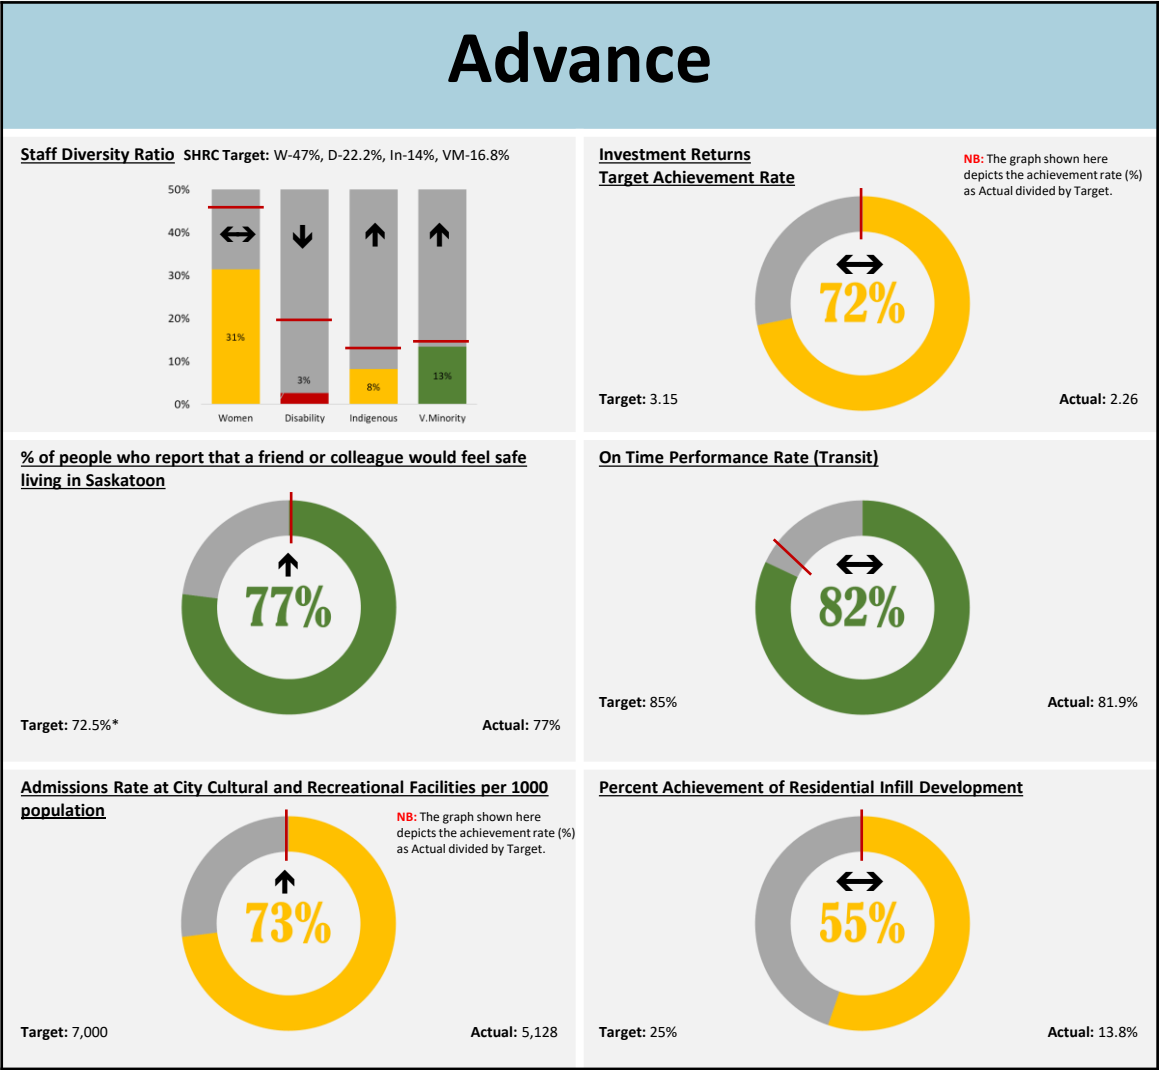 Advance
Staff Diversity Ratio SHRC Target: W-47%, D-22.2%, In-14%, VM-16.8%
50%
40%
30%
20%
10%
0%
31%
3%
8%
13%
Women
Disability
Indigenous
V.Minority
Investment Returns
Target Achievement Rate
NB: The graph shown here
depicts the achievement rate (%)
as Actual divided by Target.
72%
Target: 3.15
Actual: 2.26
% of people who report that a friend or colleague would feel safe
living in Saskatoon
77%
Target: 72.5%*
Actual: 77%
On Time Performance Rate (Transit)
82%
Target: 85%
Actual: 81.9%
Admissions Rate at City Cultural and Recreational Facilities per 1000
population
NB: The graph shown here
depicts the achievement rate (%)
as Actual divided by Target.
73%
Target: 7,000
Actual: 5,128
Percent Achievement of Residential Infill Development
55%
Target: 25%
Actual: 13.8%